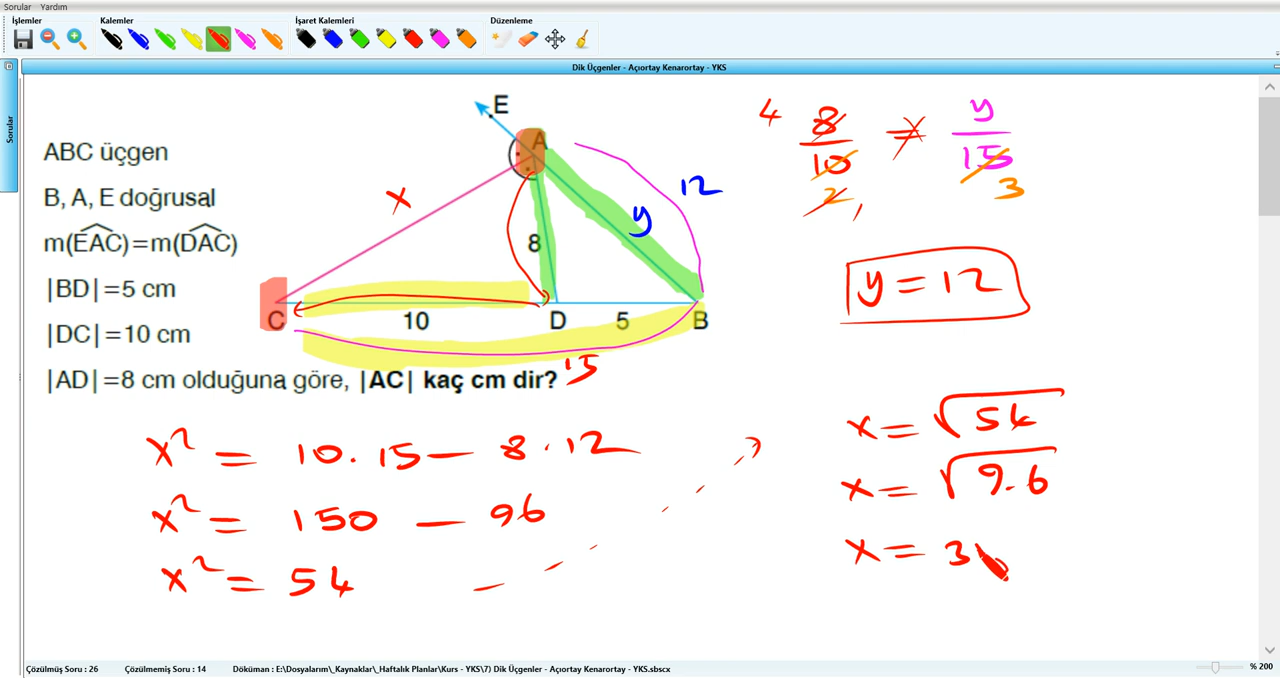 Sorular Yardım
İşlemler Kalemler İşaret Kalemleri Düzenleme
Dik Üçgenler - Açıortay Kenarortay - YKS
Sorular
ABC üçgen
B, A, E doğrusal
m(EAC)=m(DAC)
|BD|=5 cm
|DC|=10 cm
|AD|=8 cm olduğuna göre, |AC| kaç cm dir?
E
A
x
12
y
8
C 10 D 5 B
15
4 8/10 = y/15
2 3
1
y = 12
x² = 10.15 - 8.12
x² = 150 - 96
x² = 54
x = √54
x = √9.6
x = 3
Çözülmüş Soru : 26 Çözülmemiş Soru : 14 Döküman : E:\Dosyalarım\_Kaynaklar\_Haftalık Planlar\Kurs - YKS\7) Dik Üçgenler - Açıortay Kenarortay - YKS.sbscx % 200